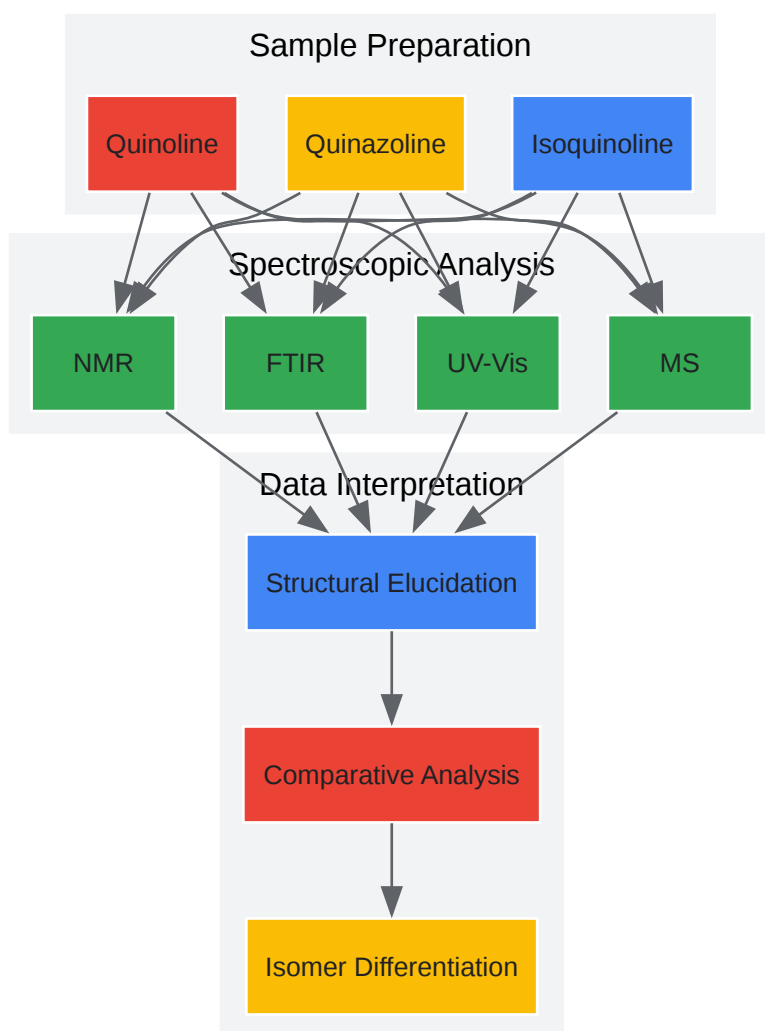 Sample Preparation
Quinoline
Quinazoline
Isoquinoline
Spectroscopic Analysis
NMR
FTIR
UV-Vis
MS
Data Interpretation
Structural Elucidation
Comparative Analysis
Isomer Differentiation